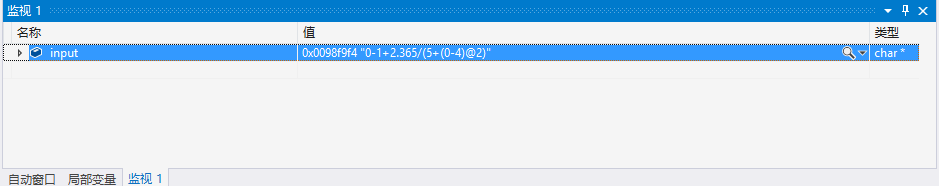 监视 1
名称 值 类型
input 0x0098f9f4 "0-1+2.365/(5+(0-4)@2)" char *
自动窗口 局部变量 监视 1